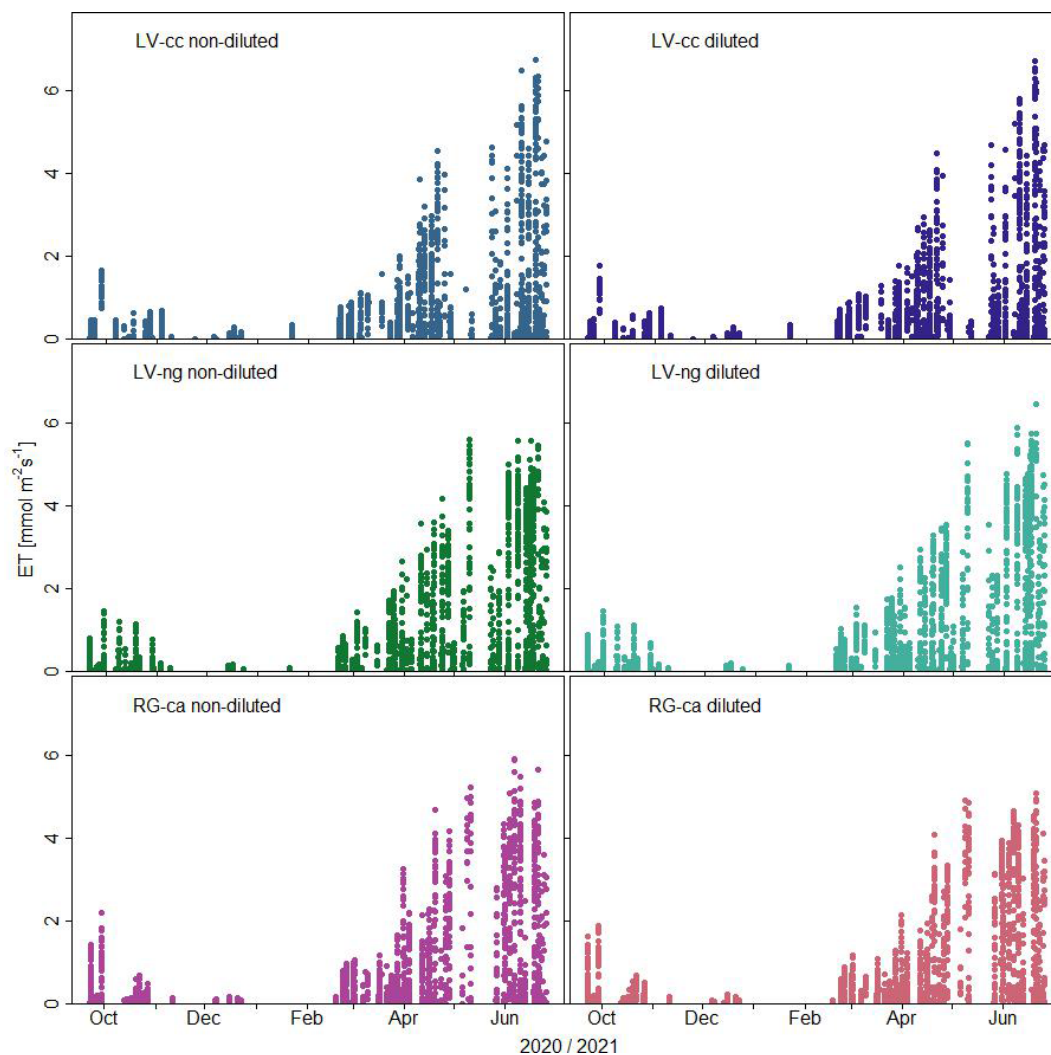 LV-cc non-diluted
LV-cc diluted
6
4
2
0
LV-ng non-diluted
LV-ng diluted
6
4
2
0
ET [mmol m-2s-1]
RG-ca non-diluted
RG-ca diluted
6
4
2
0
Oct Dec Feb Apr Jun Oct Dec Feb Apr Jun
2020 / 2021